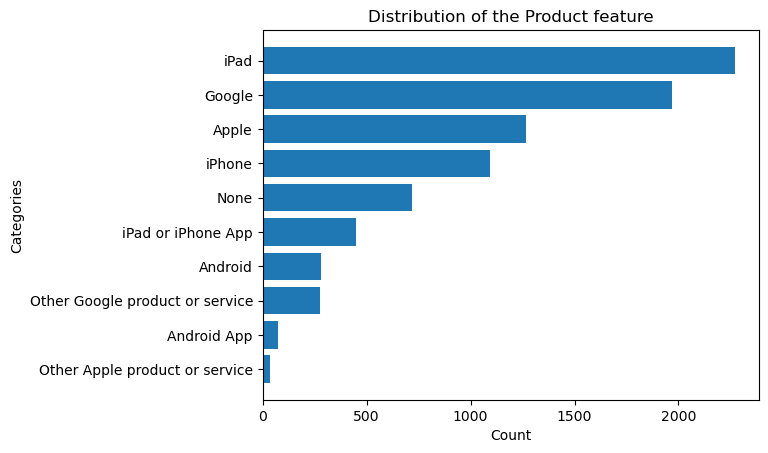 Distribution of the Product feature
Categories
iPad
Google
Apple
iPhone
None
iPad or iPhone App
Android
Other Google product or service
Android App
Other Apple product or service
0 500 1000 1500 2000
Count